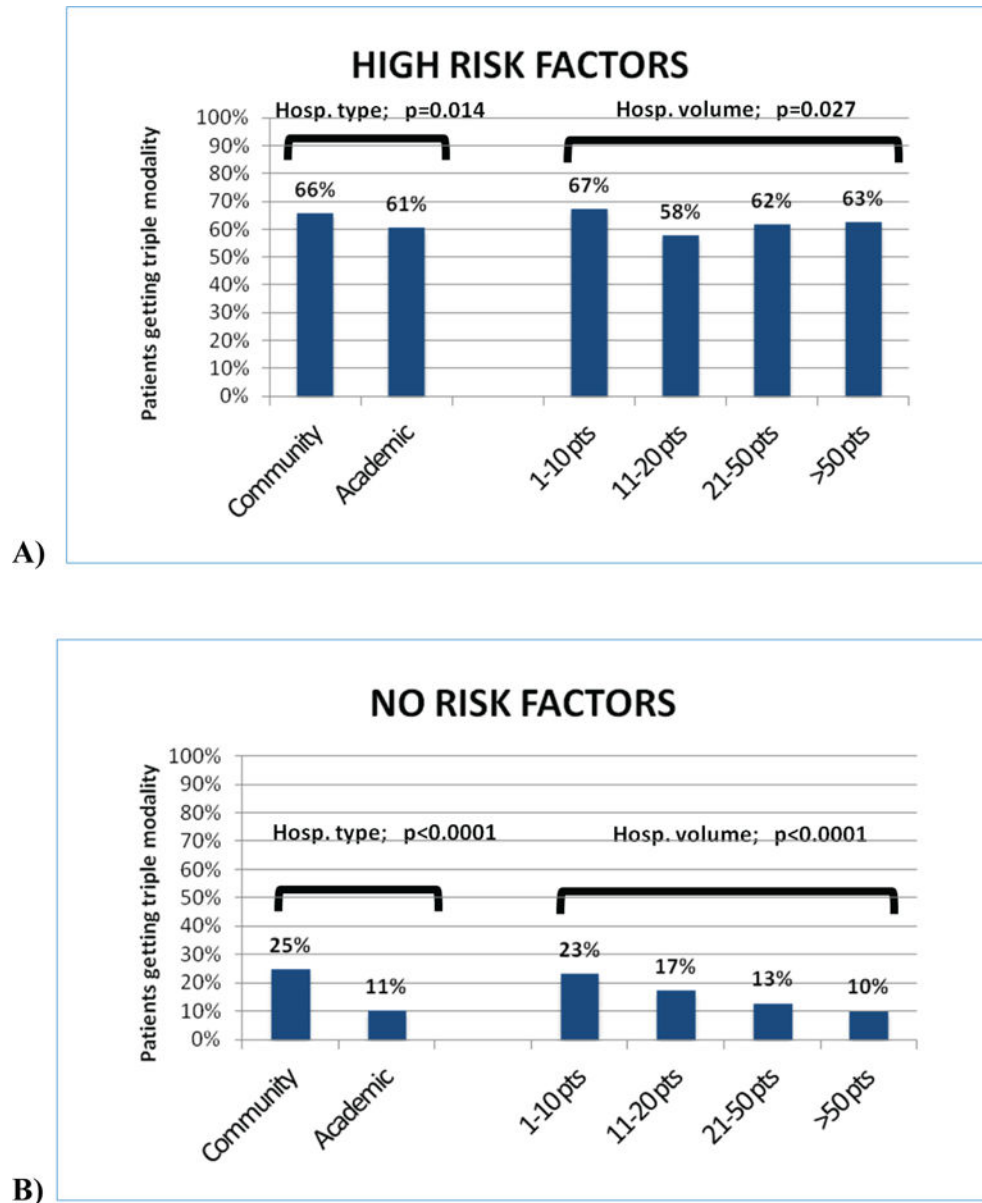 HIGH RISK FACTORS
Hosp. type; p=0.014
Hosp. volume; p=0.027
Patients getting triple modality
100%
90%
80%
70%
60%
50%
40%
30%
20%
10%
0%
66%
61%
67%
58%
62%
63%
Community
Academic
1-10 pts
11-20 pts
21-50 pts
>50 pts
A)
NO RISK FACTORS
Patients getting triple modality
100%
90%
80%
70%
60%
50%
40%
30%
20%
10%
0%
Hosp. type; p<0.0001
Hosp. volume; p<0.0001
25%
11%
23%
17%
13%
10%
Community
Academic
1-10 pts
11-20 pts
21-50 pts
>50 pts
B)